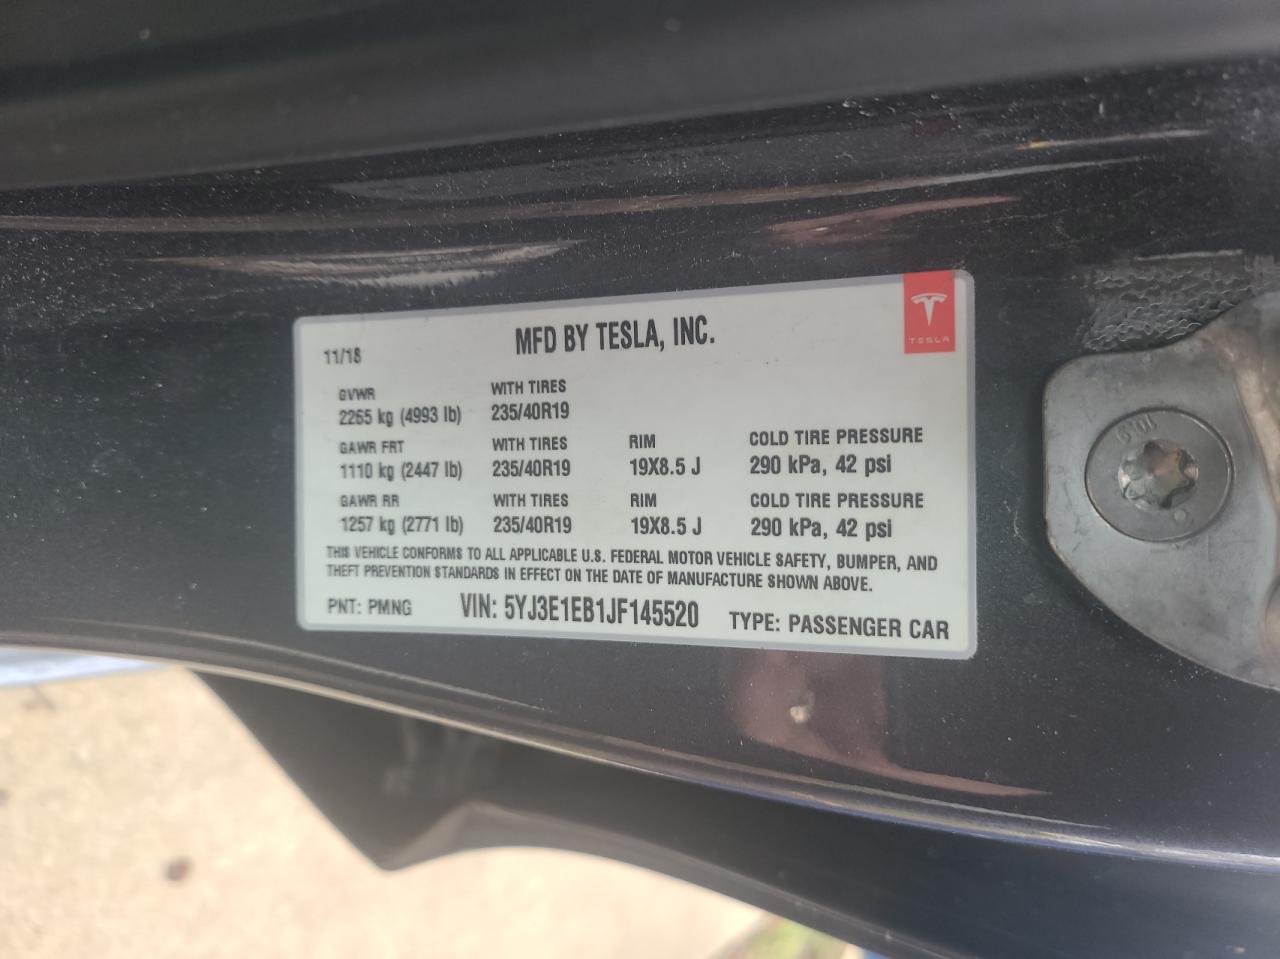 11/18 MFD BY TESLA, INC.
TESLA
GVWR WITH TIRES
2265 kg (4993 lb) 235/40R19
GAWR FRT WITH TIRES RIM COLD TIRE PRESSURE
1110 kg (2447 lb) 235/40R19 19X8.5 J 290 kPa, 42 psi
GAWR RR WITH TIRES RIM COLD TIRE PRESSURE
1257 kg (2771 lb) 235/40R19 19X8.5 J 290 kPa, 42 psi
THIS VEHICLE CONFORMS TO ALL APPLICABLE U.S. FEDERAL MOTOR VEHICLE SAFETY, BUMPER, AND
THEFT PREVENTION STANDARDS IN EFFECT ON THE DATE OF MANUFACTURE SHOWN ABOVE.
PNT: PMNG VIN: 5YJ3E1EB1JF145520 TYPE: PASSENGER CAR